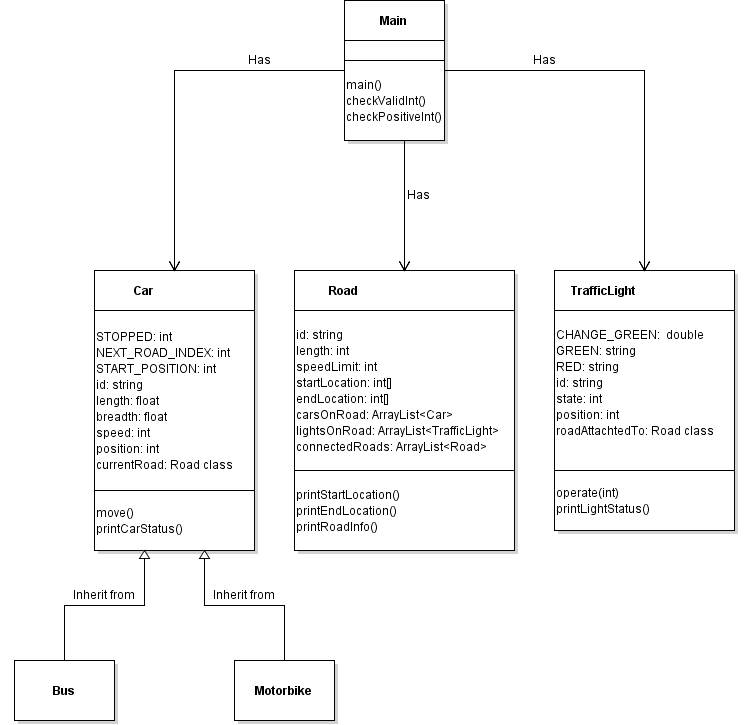 Main
main()
checkValidInt()
checkPositiveInt()
Has
Has
Has
Car
STOPPED: int
NEXT_ROAD_INDEX: int
START_POSITION: int
id: string
length: float
breadth: float
speed: int
position: int
currentRoad: Road class
move()
printCarStatus()
Road
id: string
length: int
speedLimit: int
startLocation: int[]
endLocation: int[]
carsOnRoad: ArrayList<Car>
lightsOnRoad: ArrayList<TrafficLight>
connectedRoads: ArrayList<Road>
printStartLocation()
printEndLocation()
printRoadInfo()
TrafficLight
CHANGE_GREEN: double
GREEN: string
RED: string
id: string
state: int
position: int
roadAttachtedTo: Road class
operate(int)
printLightStatus()
Inherit from
Inherit from
Bus
Motorbike